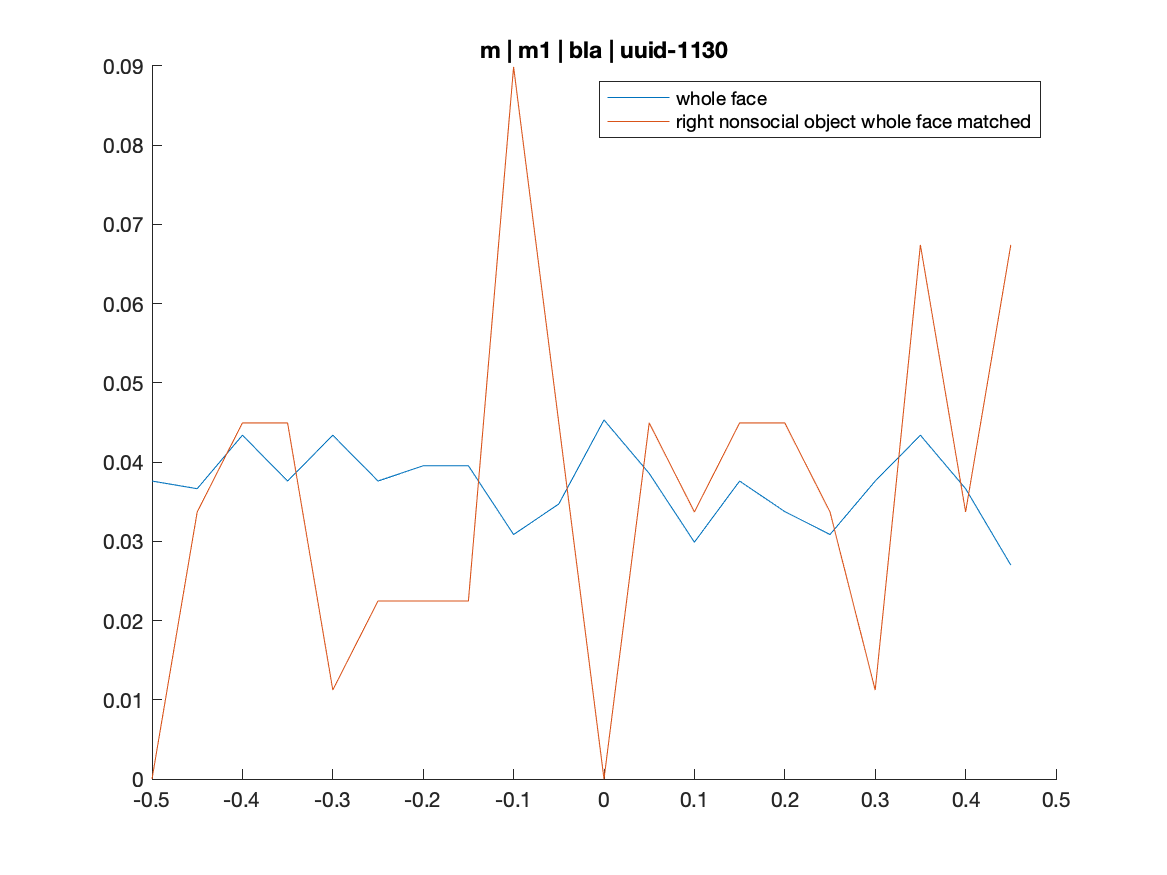 m | m1 | bla | uuid-1130
whole face
right nonsocial object whole face matched
0.09
0.08
0.07
0.06
0.05
0.04
0.03
0.02
0.01
0
-0.5 -0.4 -0.3 -0.2 -0.1 0 0.1 0.2 0.3 0.4 0.5